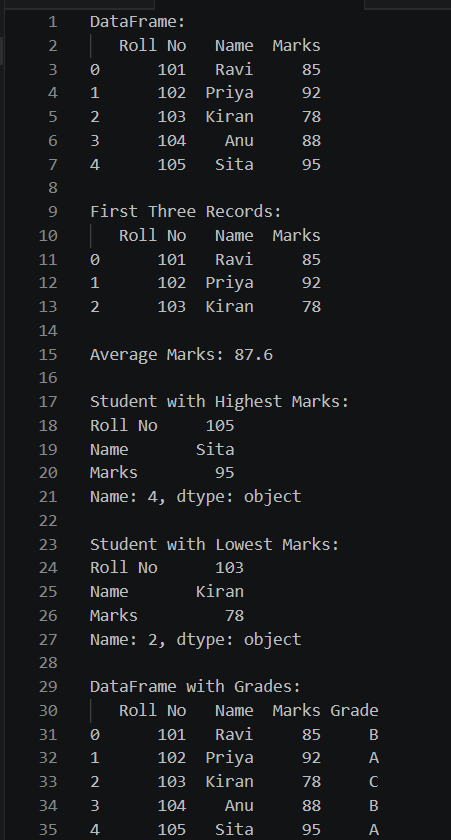 1 DataFrame:
2    Roll No   Name  Marks
3 0      101   Ravi     85
4 1      102  Priya     92
5 2      103  Kiran     78
6 3      104    Anu     88
7 4      105   Sita     95
8
9 First Three Records:
10    Roll No   Name  Marks
11 0      101   Ravi     85
12 1      102  Priya     92
13 2      103  Kiran     78
14
15 Average Marks: 87.6
16
17 Student with Highest Marks:
18 Roll No     105
19 Name       Sita
20 Marks        95
21 Name: 4, dtype: object
22
23 Student with Lowest Marks:
24 Roll No      103
25 Name       Kiran
26 Marks         78
27 Name: 2, dtype: object
28
29 DataFrame with Grades:
30    Roll No   Name  Marks Grade
31 0      101   Ravi     85     B
32 1      102  Priya     92     A
33 2      103  Kiran     78     C
34 3      104    Anu     88     B
35 4      105   Sita     95     A